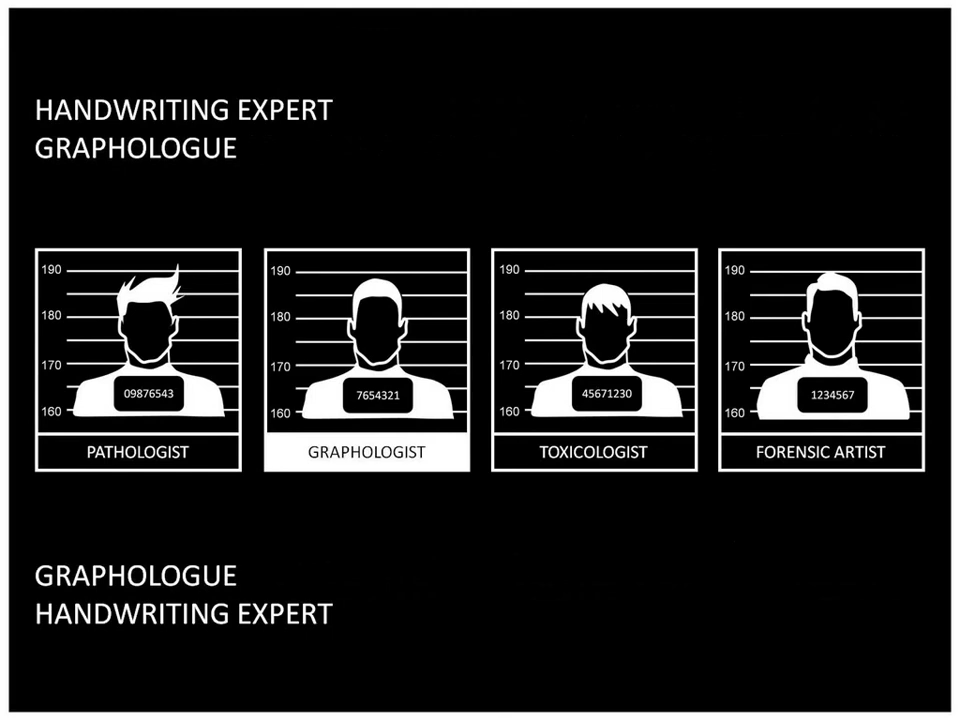 HANDWRITING EXPERT
GRAPHOLOGUE
190
180
170
160
09876543
PATHOLOGIST
190
180
170
160
7654321
GRAPHOLOGIST
190
180
170
160
45671230
TOXICOLOGIST
190
180
170
160
1234567
FORENSIC ARTIST
GRAPHOLOGUE
HANDWRITING EXPERT